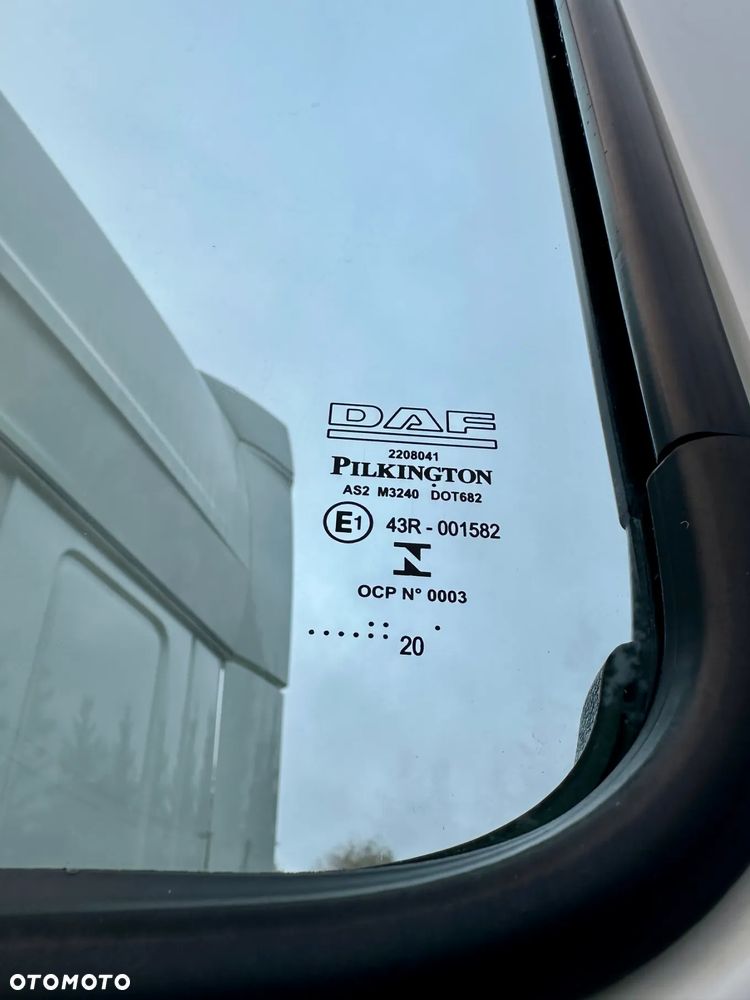 DAF
2208041
PILKINGTON
AS2 M3240 DOT682
E1 43R - 001582
OCP N° 0003
20
OTOMOTO